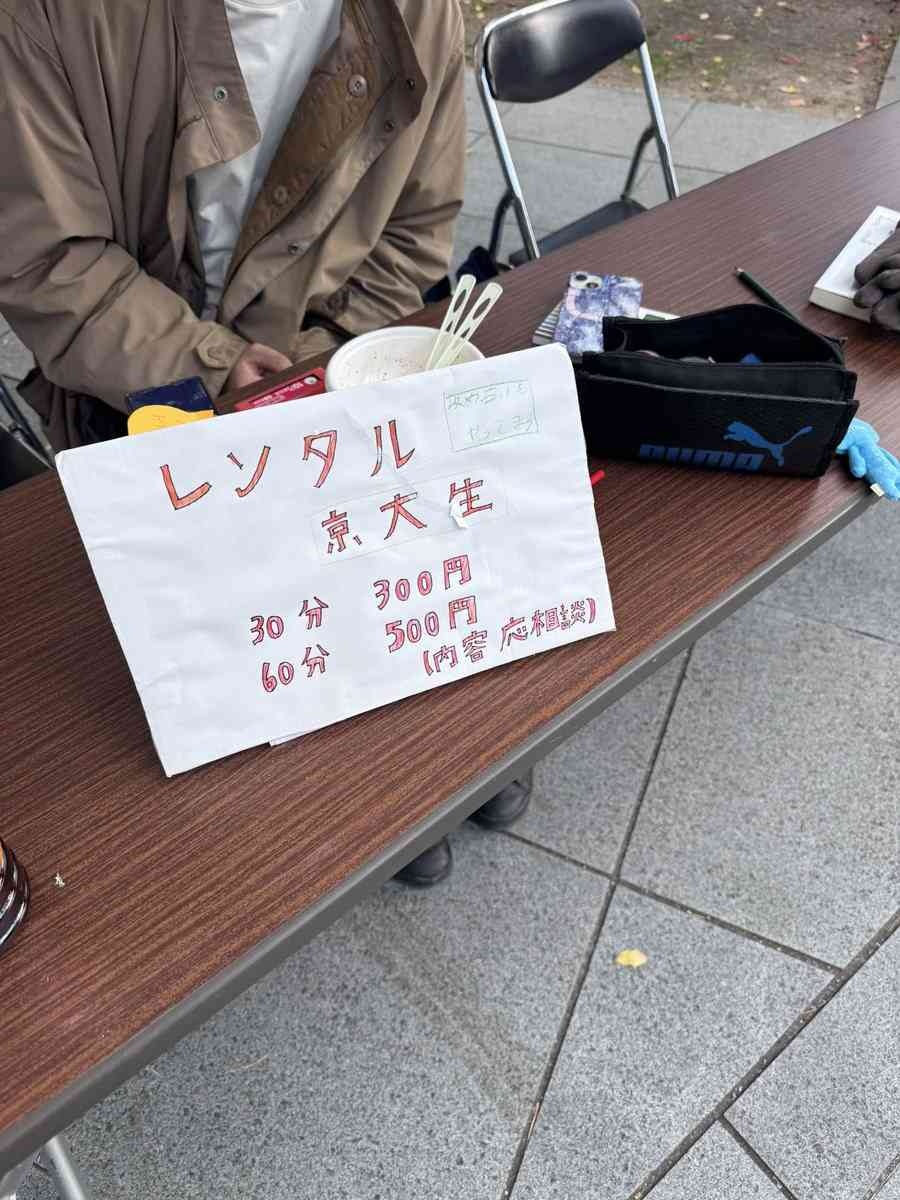 レンタル
京大生
30分 300円
60分 500円
(内容 応相談)
puma